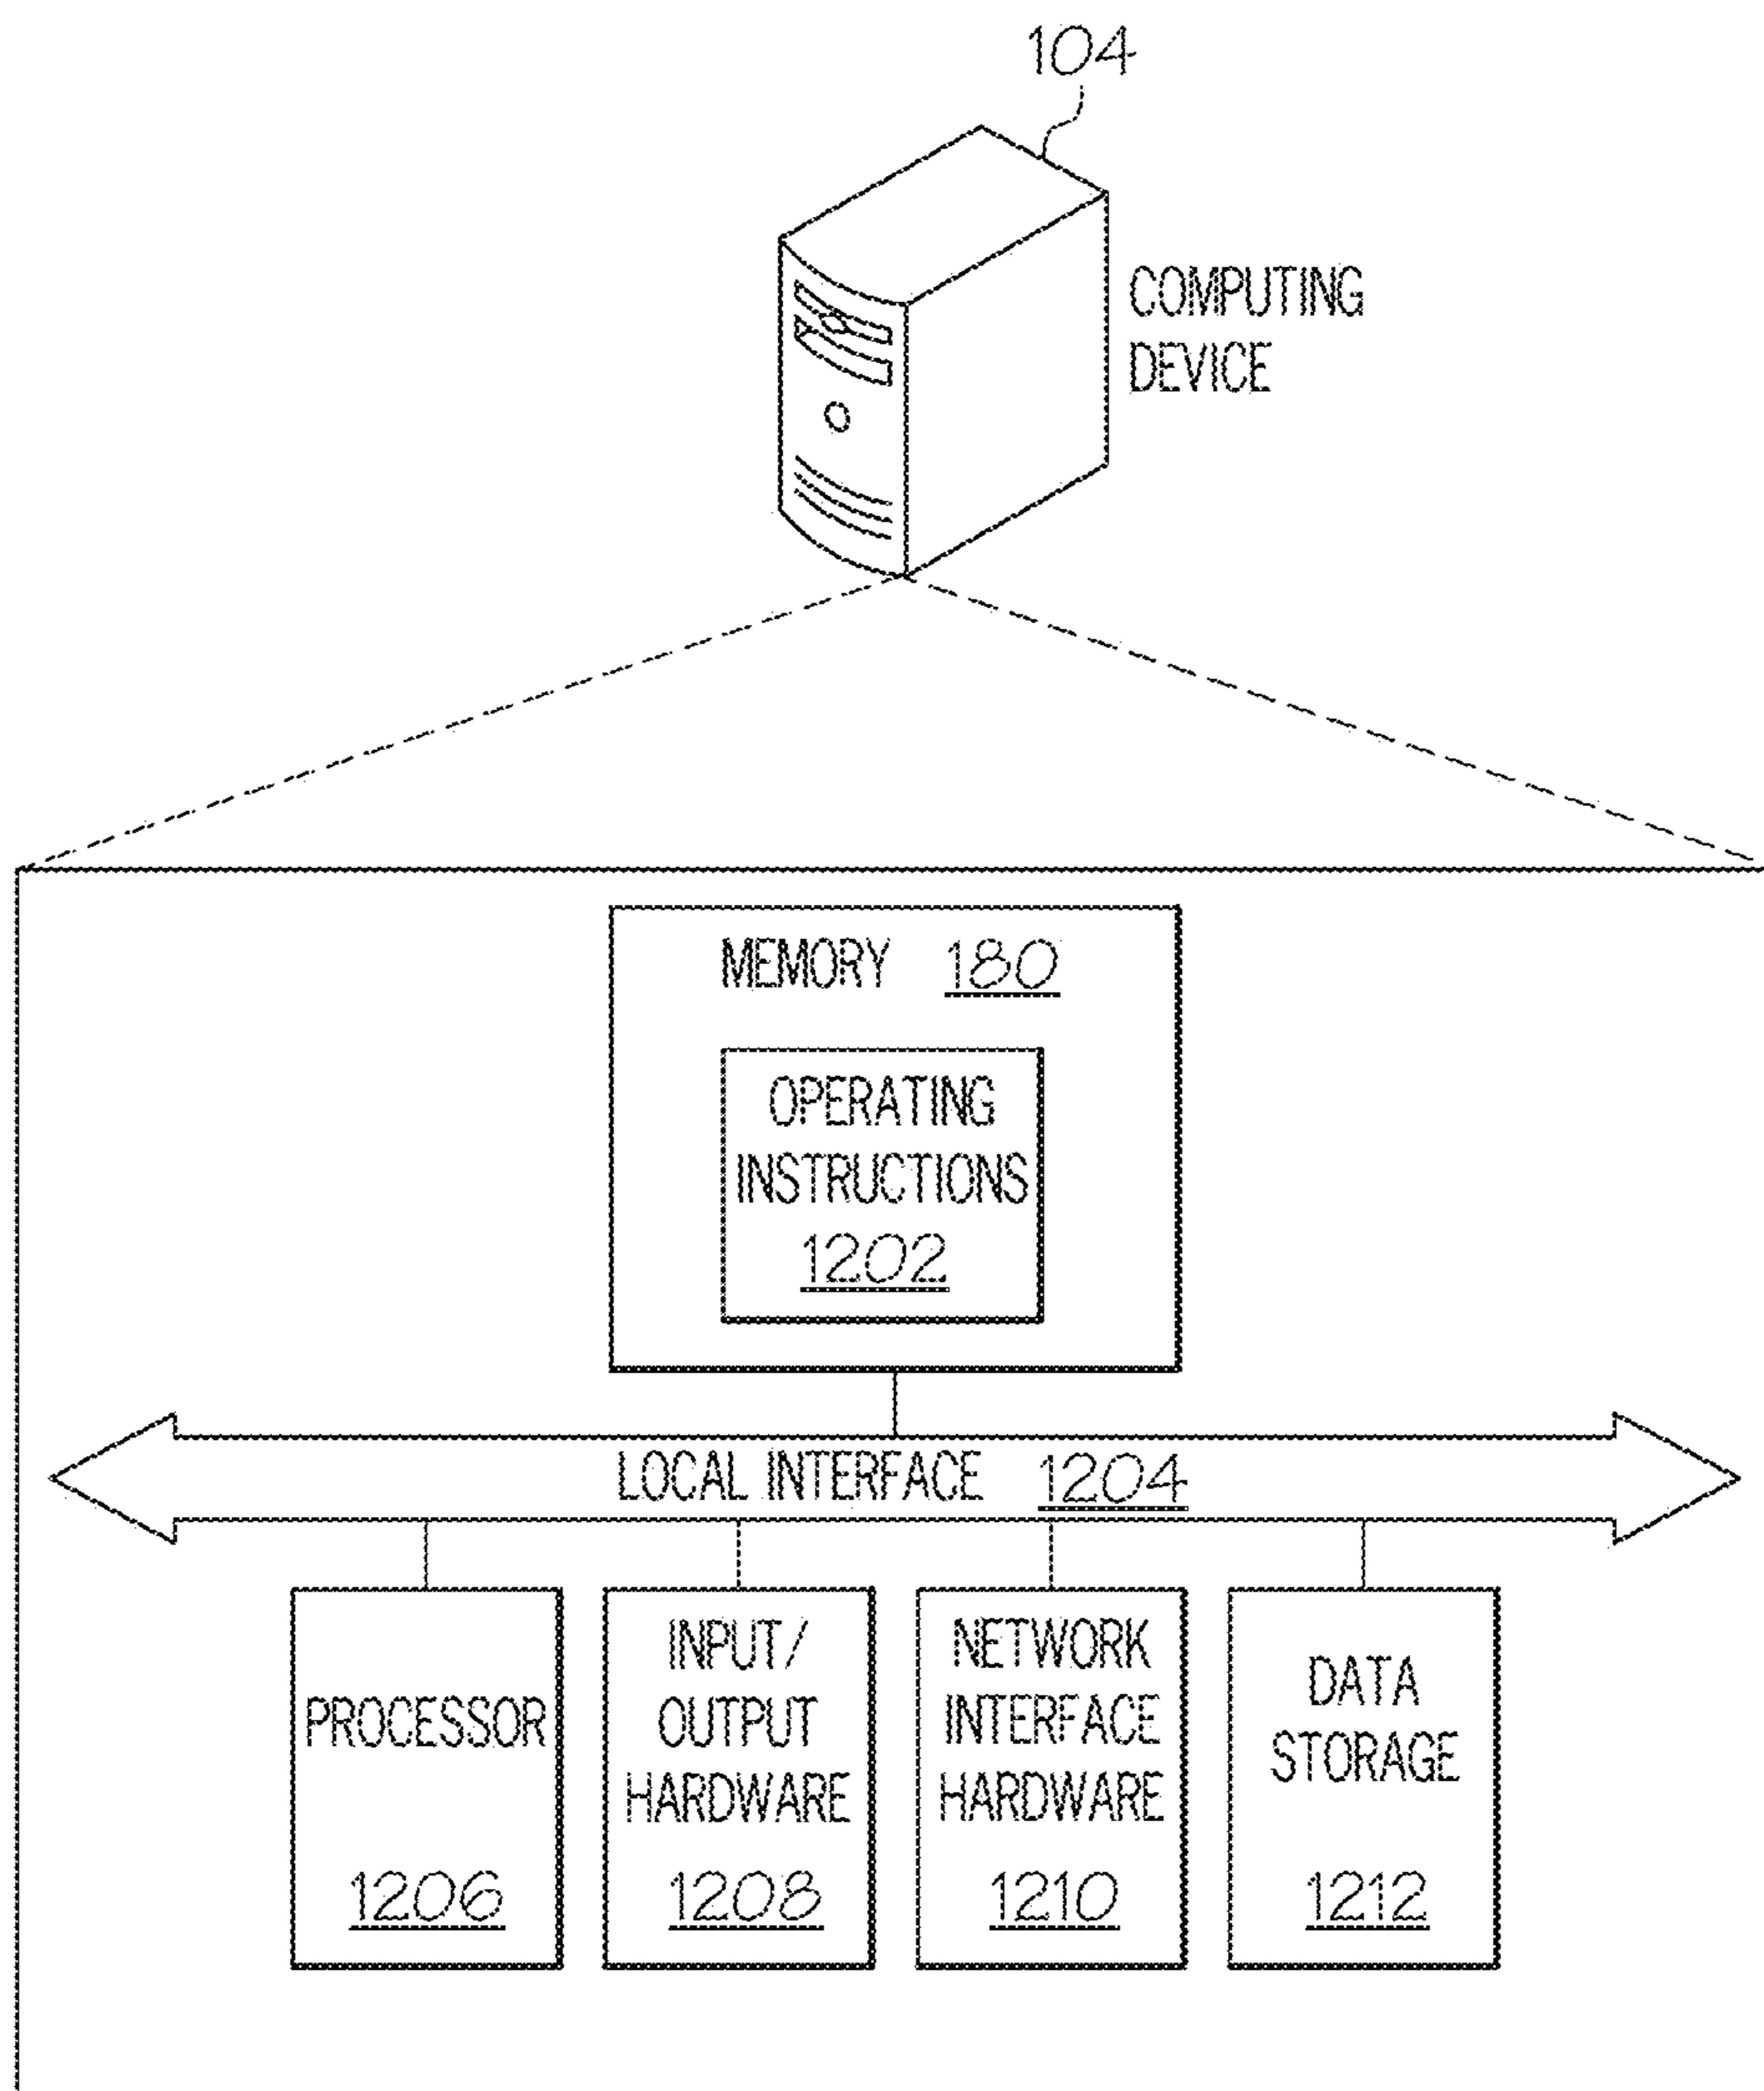 104
COMPUTING
DEVICE
MEMORY 180
OPERATING
INSTRUCTIONS
1202
LOCAL INTERFACE 1204
PROCESSOR
1206
INPUT/
OUTPUT
HARDWARE
1208
NETWORK
INTERFACE
HARDWARE
1210
DATA
STORAGE
1212